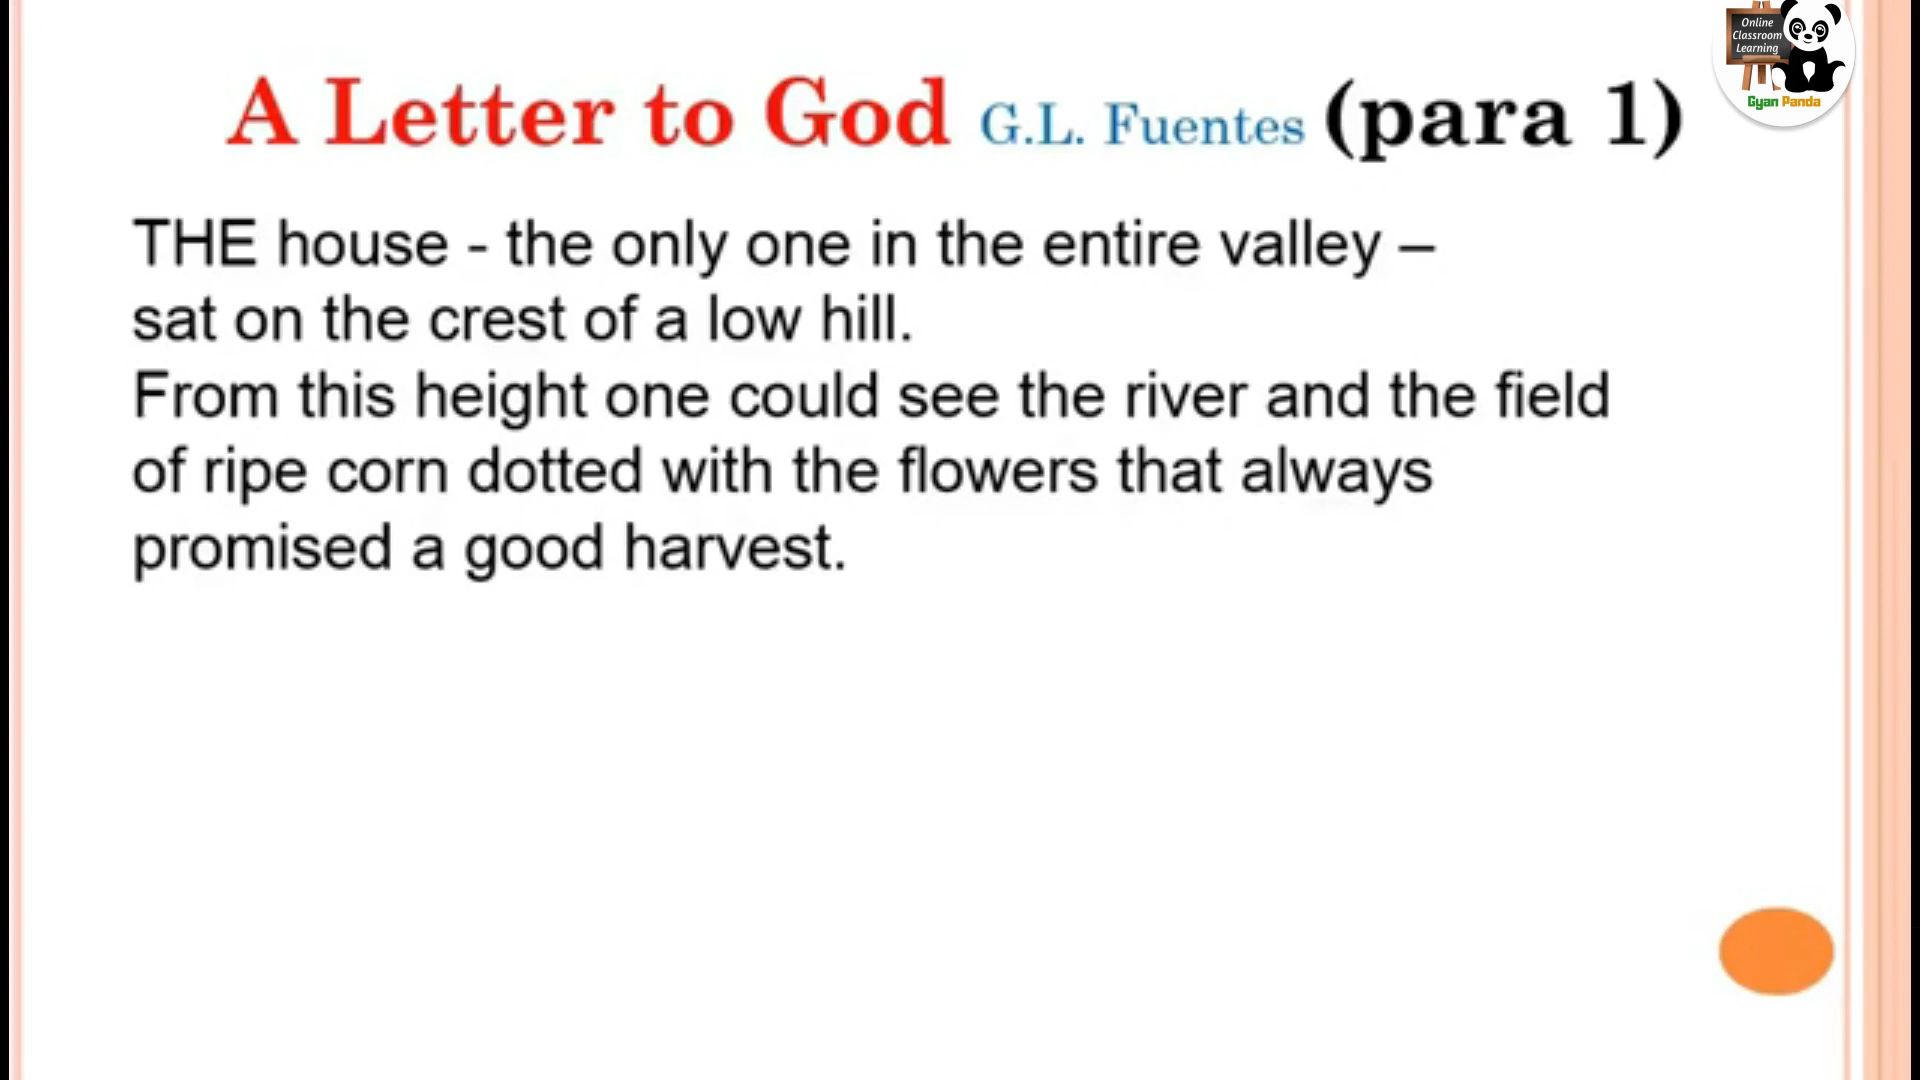 Online
Classroom
Learning
Gyan Panda
A Letter to God G.L. Fuentes (para 1)
THE house - the only one in the entire valley –
sat on the crest of a low hill.
From this height one could see the river and the field
of ripe corn dotted with the flowers that always
promised a good harvest.